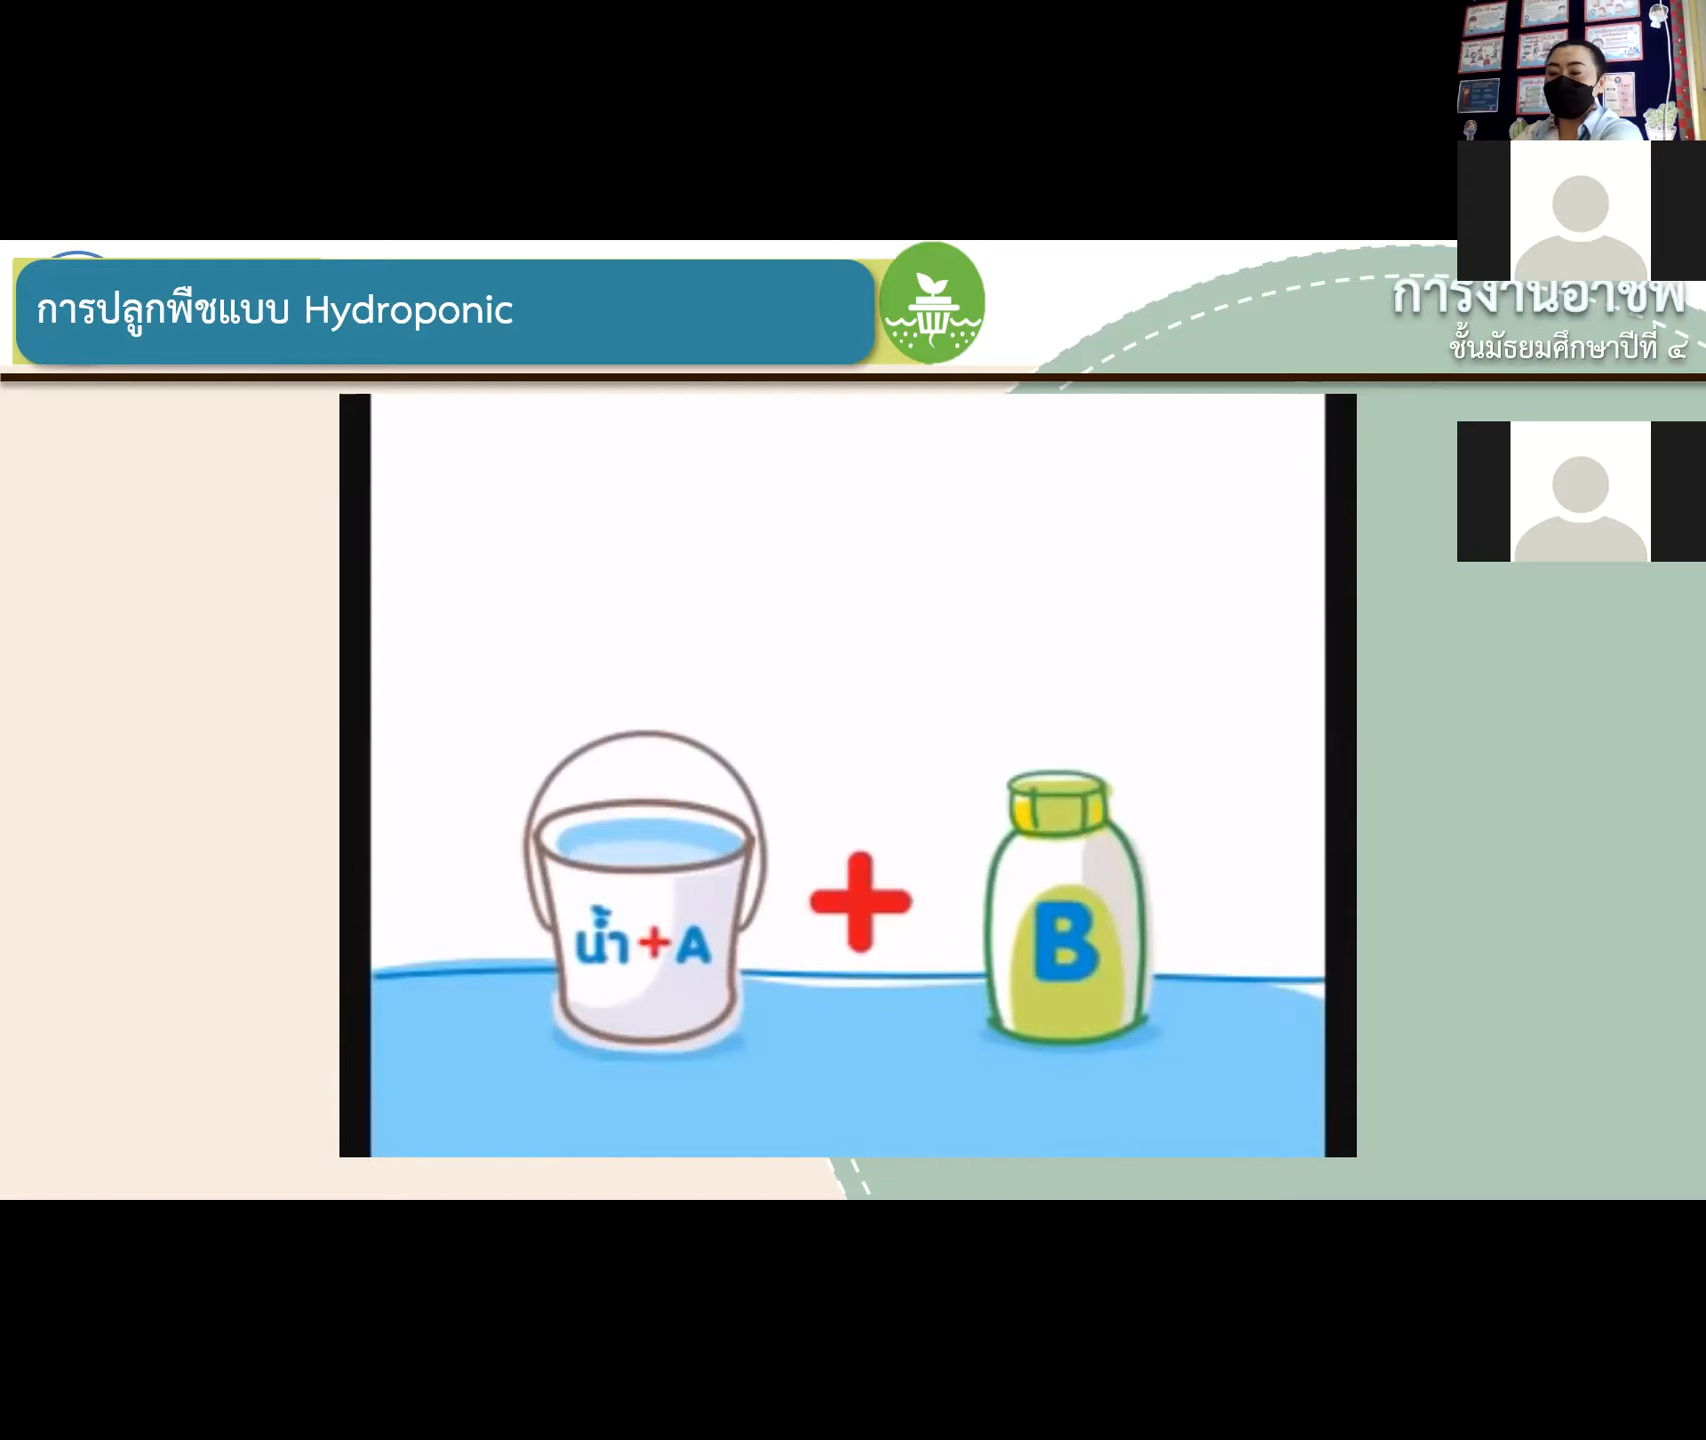 การปลูกพืชแบบ Hydroponic
การงานอาชีพ
ชั้นมัธยมศึกษาปีที่ ๔
น้ำ+A
+
B